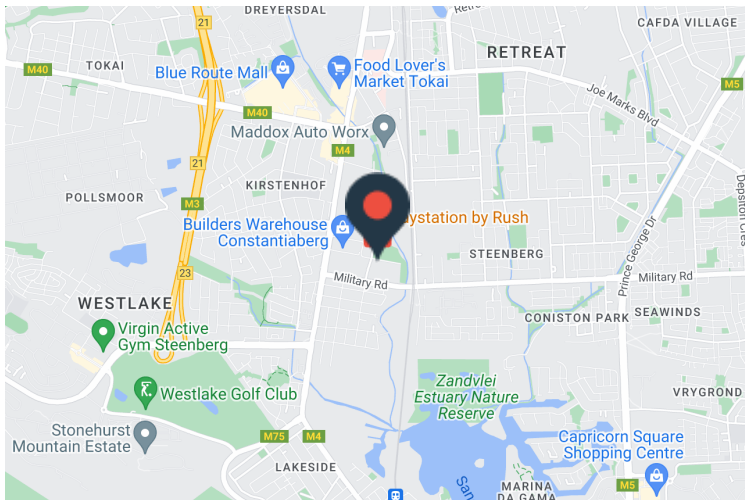 DREYERSDAL
21
CAFDA VILLAGE
RETREAT
M40
TOKAI
Blue Route Mall
Food Lover's
Market Tokai
Joe Marks Blvd
M5
M40
Maddox Auto Worx
M4
21
KIRSTENHOF
POLLSMOOR
M3
Builders Warehouse
Constantiaberg
ystation by Rush
Prince George Dr
STEENBERG
23
Military Rd
Military Rd
WESTLAKE
CONISTON PARK
SEAWINDS
Virgin Active
Gym Steenberg
Zandvlei
Estuary Nature
Reserve
Westlake Golf Club
VRYGROND
Stonehurst
Mountain Estate
M75
M4
Capricorn Square
Shopping Centre
LAKESIDE
San
MARINA
DA GAMA
M5